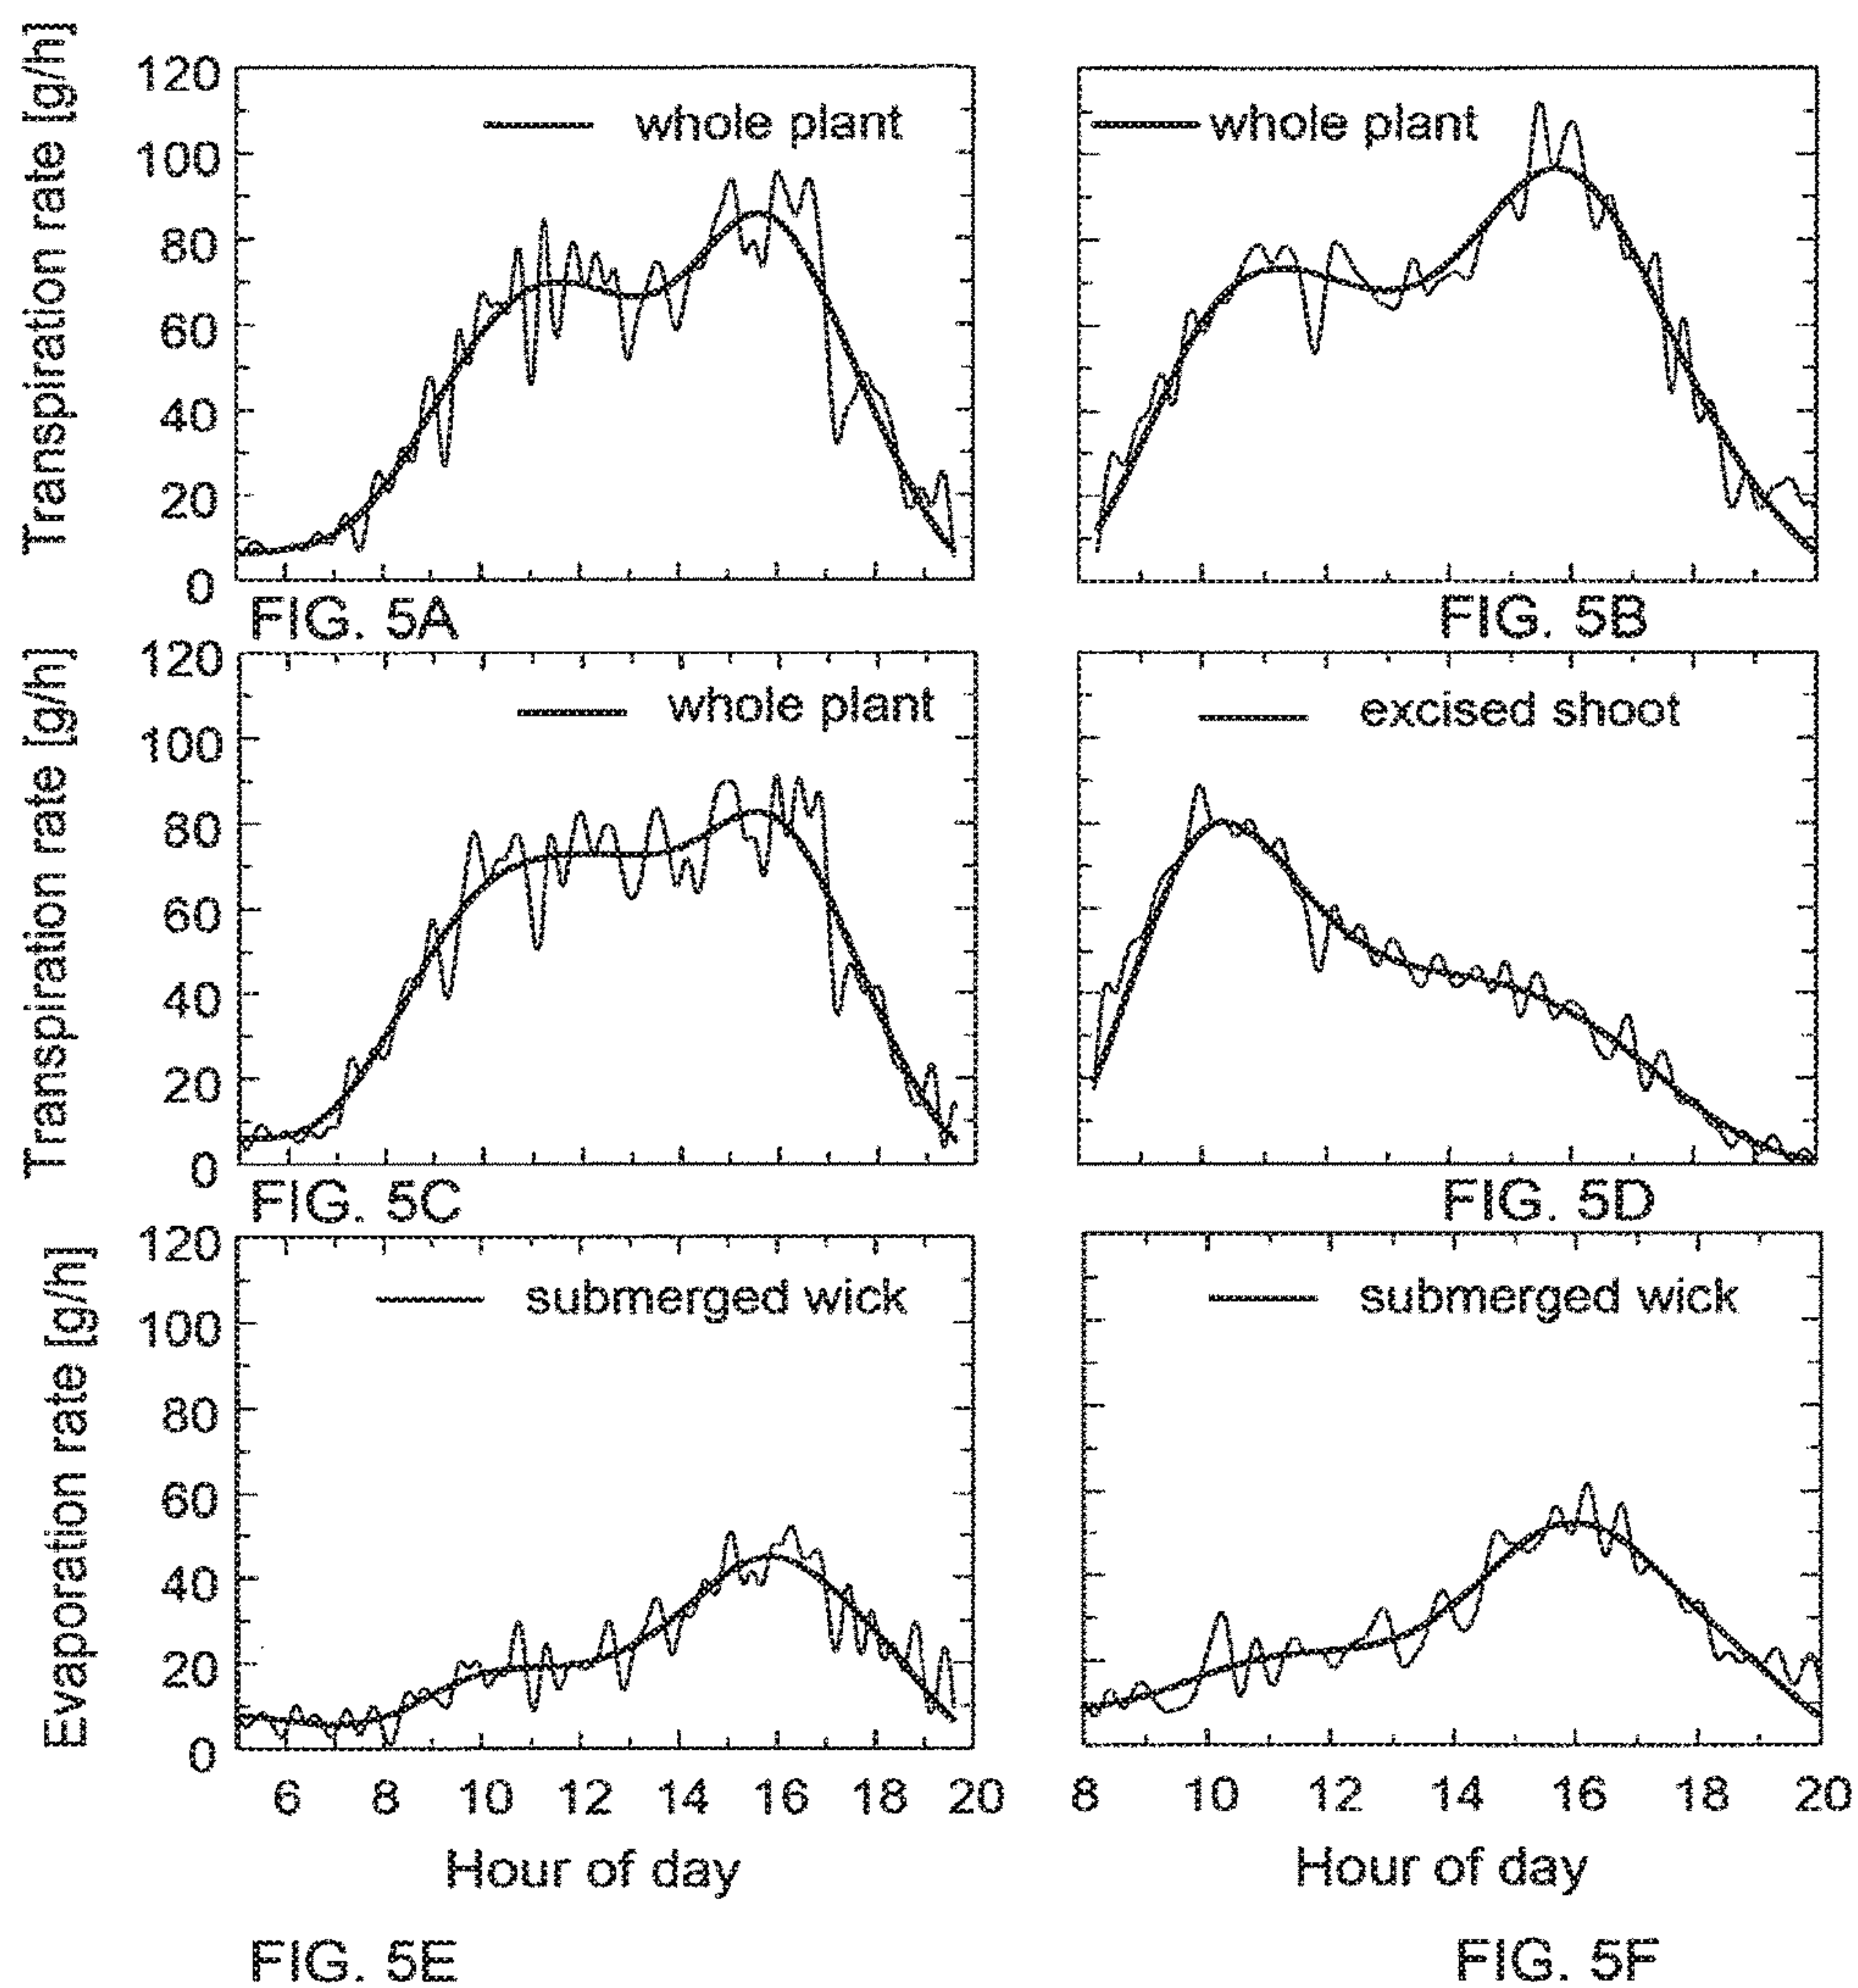 Transpiration rate [g/h]
120
100
80
60
40
20
0
whole plant
FIG. 5A
whole plant
FIG. 5B
Transpiration rate [g/h]
120
100
80
60
40
20
0
whole plant
FIG. 5C
excised shoot
FIG. 5D
Evaporation rate [g/h]
120
100
80
60
40
20
0
submerged wick
6 8 10 12 14 16 18 20
Hour of day
FIG. 5E
submerged wick
8 10 12 14 16 18 20
Hour of day
FIG. 5F